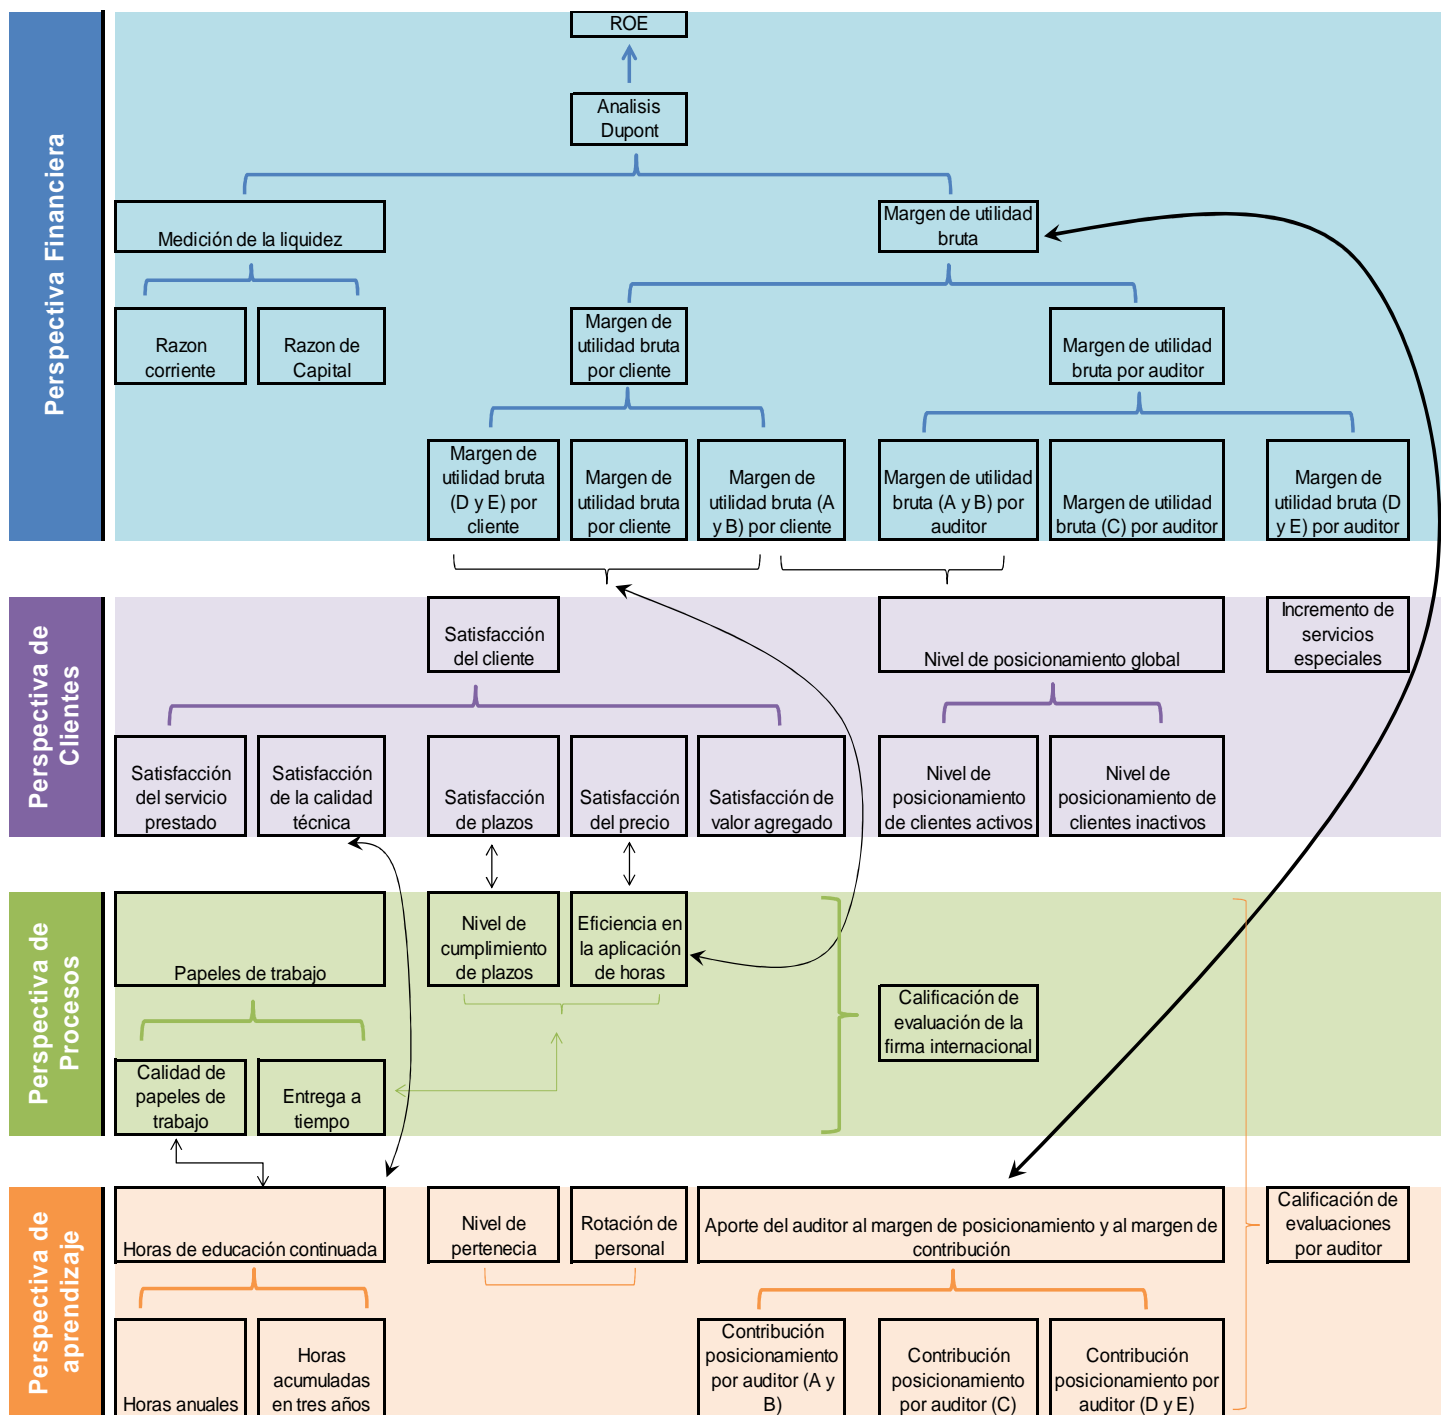 Perspectiva Financiera
ROE
Analisis
Dupont
Medición de la liquidez
Margen de utilidad
bruta
Razon
corriente
Razon de
Capital
Margen de
utilidad bruta
por cliente
Margen de utilidad
bruta por auditor
Margen de
utilidad bruta
(D y E) por
cliente
Margen de
utilidad bruta
por cliente
Margen de
utilidad bruta (A
y B) por cliente
Margen de utilidad
bruta (A y B) por
auditor
Margen de utilidad
bruta (C) por auditor
Margen de
utilidad bruta (D
y E) por auditor
Perspectiva de
Clientes
Satisfacción
del cliente
Nivel de posicionamiento global
Incremento de
servicios
especiales
Satisfacción
del servicio
prestado
Satisfacción
de la calidad
técnica
Satisfacción
de plazos
Satisfacción
del precio
Satisfacción de
valor agregado
Nivel de
posicionamiento
de clientes activos
Nivel de
posicionamiento de
clientes inactivos
Perspectiva de
Procesos
Papeles de trabajo
Nivel de
cumplimiento
de plazos
Eficiencia en
la aplicación
de horas
Calificación de
evaluación de la
firma internacional
Calidad de
papeles de
trabajo
Entrega a
tiempo
Perspectiva de
aprendizaje
Horas de educación continuada
Nivel de
pertenecia
Rotación de
personal
Aporte del auditor al margen de posicionamiento y al margen de
contribución
Calificación de
evaluaciones
por auditor
Horas anuales
Horas
acumuladas
en tres años
Contribución
posicionamiento
por auditor (A y
B)
Contribución
posicionamiento
por auditor (C)
Contribución
posicionamiento por
auditor (D y E)